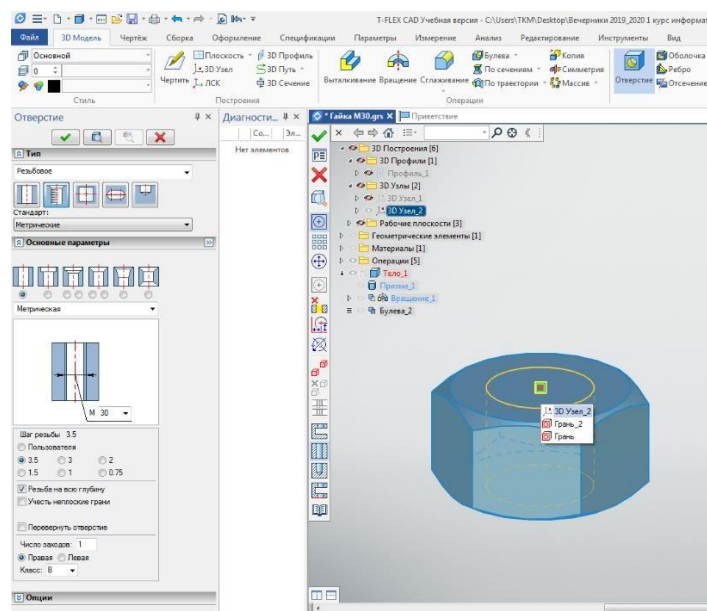 T-FLEX CAD Учебная версия - C:\Users\TKM\Desktop\Вечерники 2019_2020 1 курс информат
Файл 3D Модель Чертёж Сборка Оформление Спецификации Параметры Измерение Анализ Редактирование Инструменты Вид
Основной
0
Стиль
Чертить
Плоскость
3D Узел
ЛСК
3D Профиль
3D Путь
3D Сечение
Построения
Выталкивание Вращение Сглаживание
Булева
По сечениям
По траектории
Копия
Симметрия
Массив
Отверстие
Оболочка
Ребро
Отсечение
Операции
Отверстие
Тип
Резьбовое
Стандарт:
Метрические
Основные параметры
Метрическая
M 30
Шаг резьбы 3.5
Пользователя
3.5 3 2
1.5 1 0.75
Резьба на всю глубину
Учесть неплоские грани
Перевернуть отверстие
Число заходов: 1
Правая Левая
Класс: B
Опции
Диагности...
Со... Эл...
Нет элементов
* Гайка М30.grs X Приветствие
3D Построения [6]
3D Профили [1]
Профиль_1
3D Узлы [2]
3D Узел_1
3D Узел_2
Рабочие плоскости [3]
Геометрические элементы [1]
Материалы [1]
Операции [5]
Тело_1
Призма_1
Вращение_1
Булева_2
3D Узел_2
Грань_2
Грань